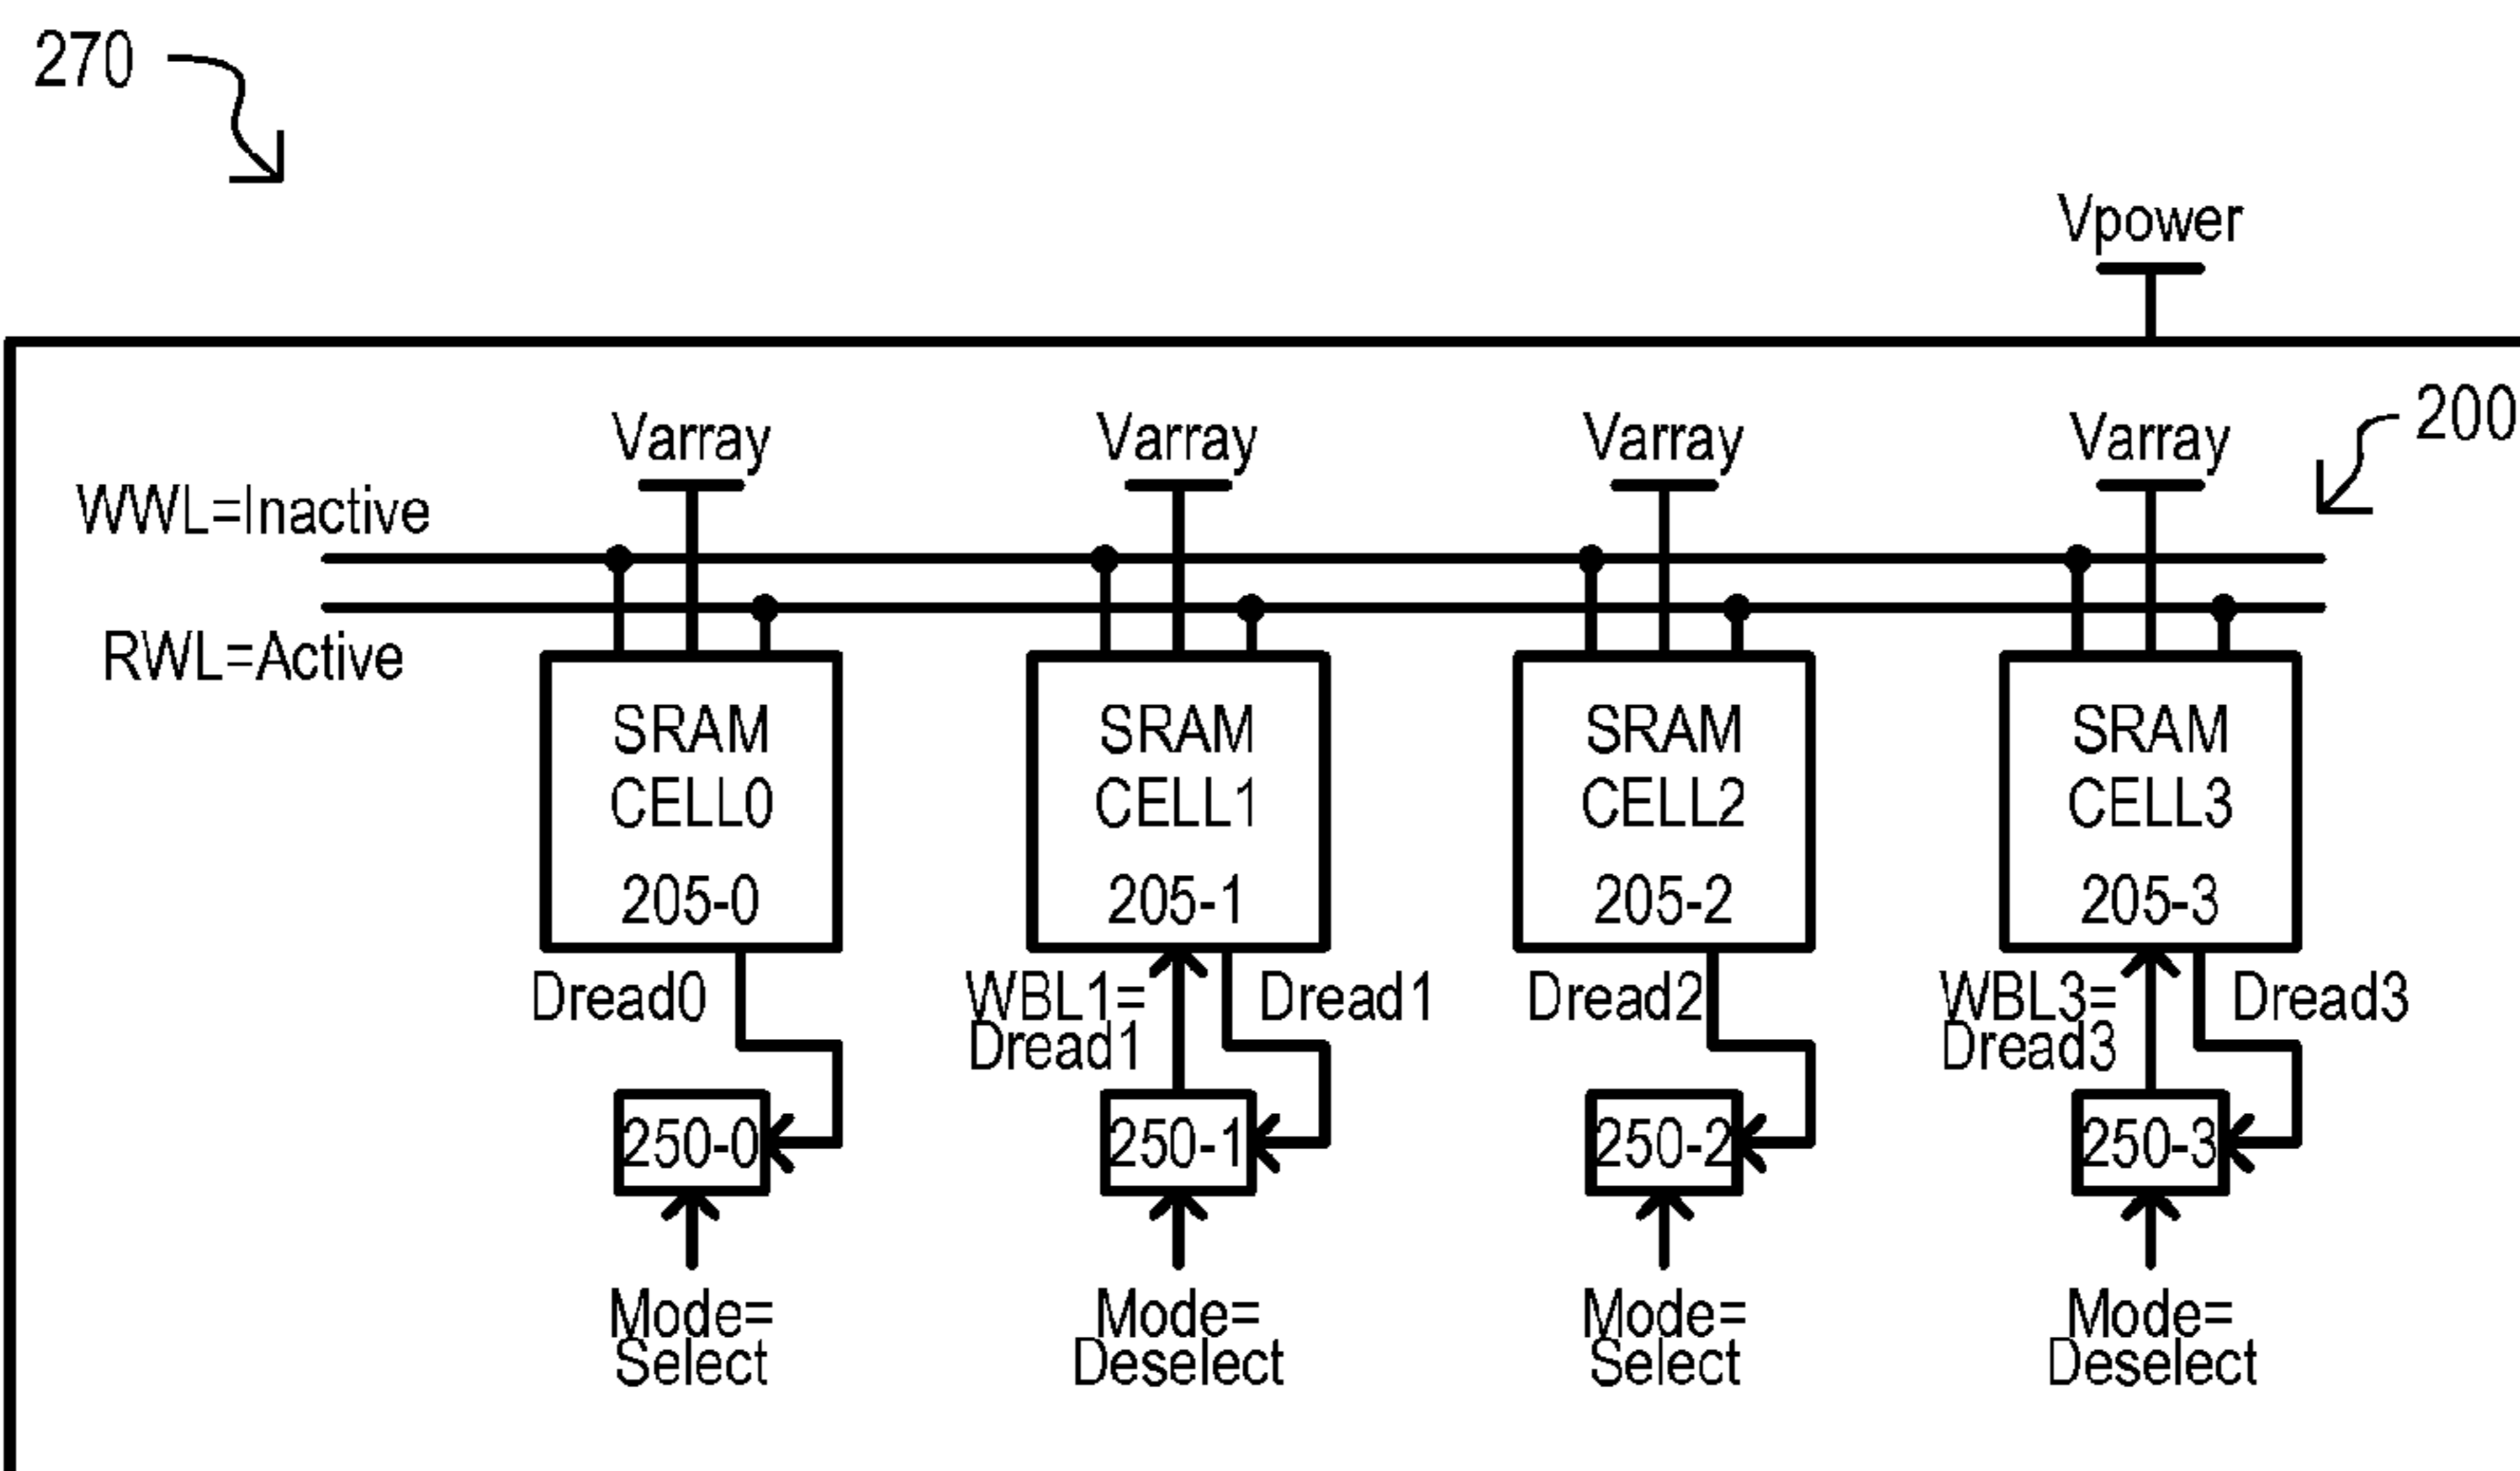 270
Vpower
200
Varray Varray Varray Varray
WWL=Inactive
RWL=Active
SRAM SRAM SRAM SRAM
CELL0 CELL1 CELL2 CELL3
205-0 205-1 205-2 205-3
Dread0 WBL1= Dread1 Dread2 WBL3= Dread3
Dread1 Dread3
250-0 250-1 250-2 250-3
Mode= Mode= Mode= Mode=
Select Deselect Select Deselect